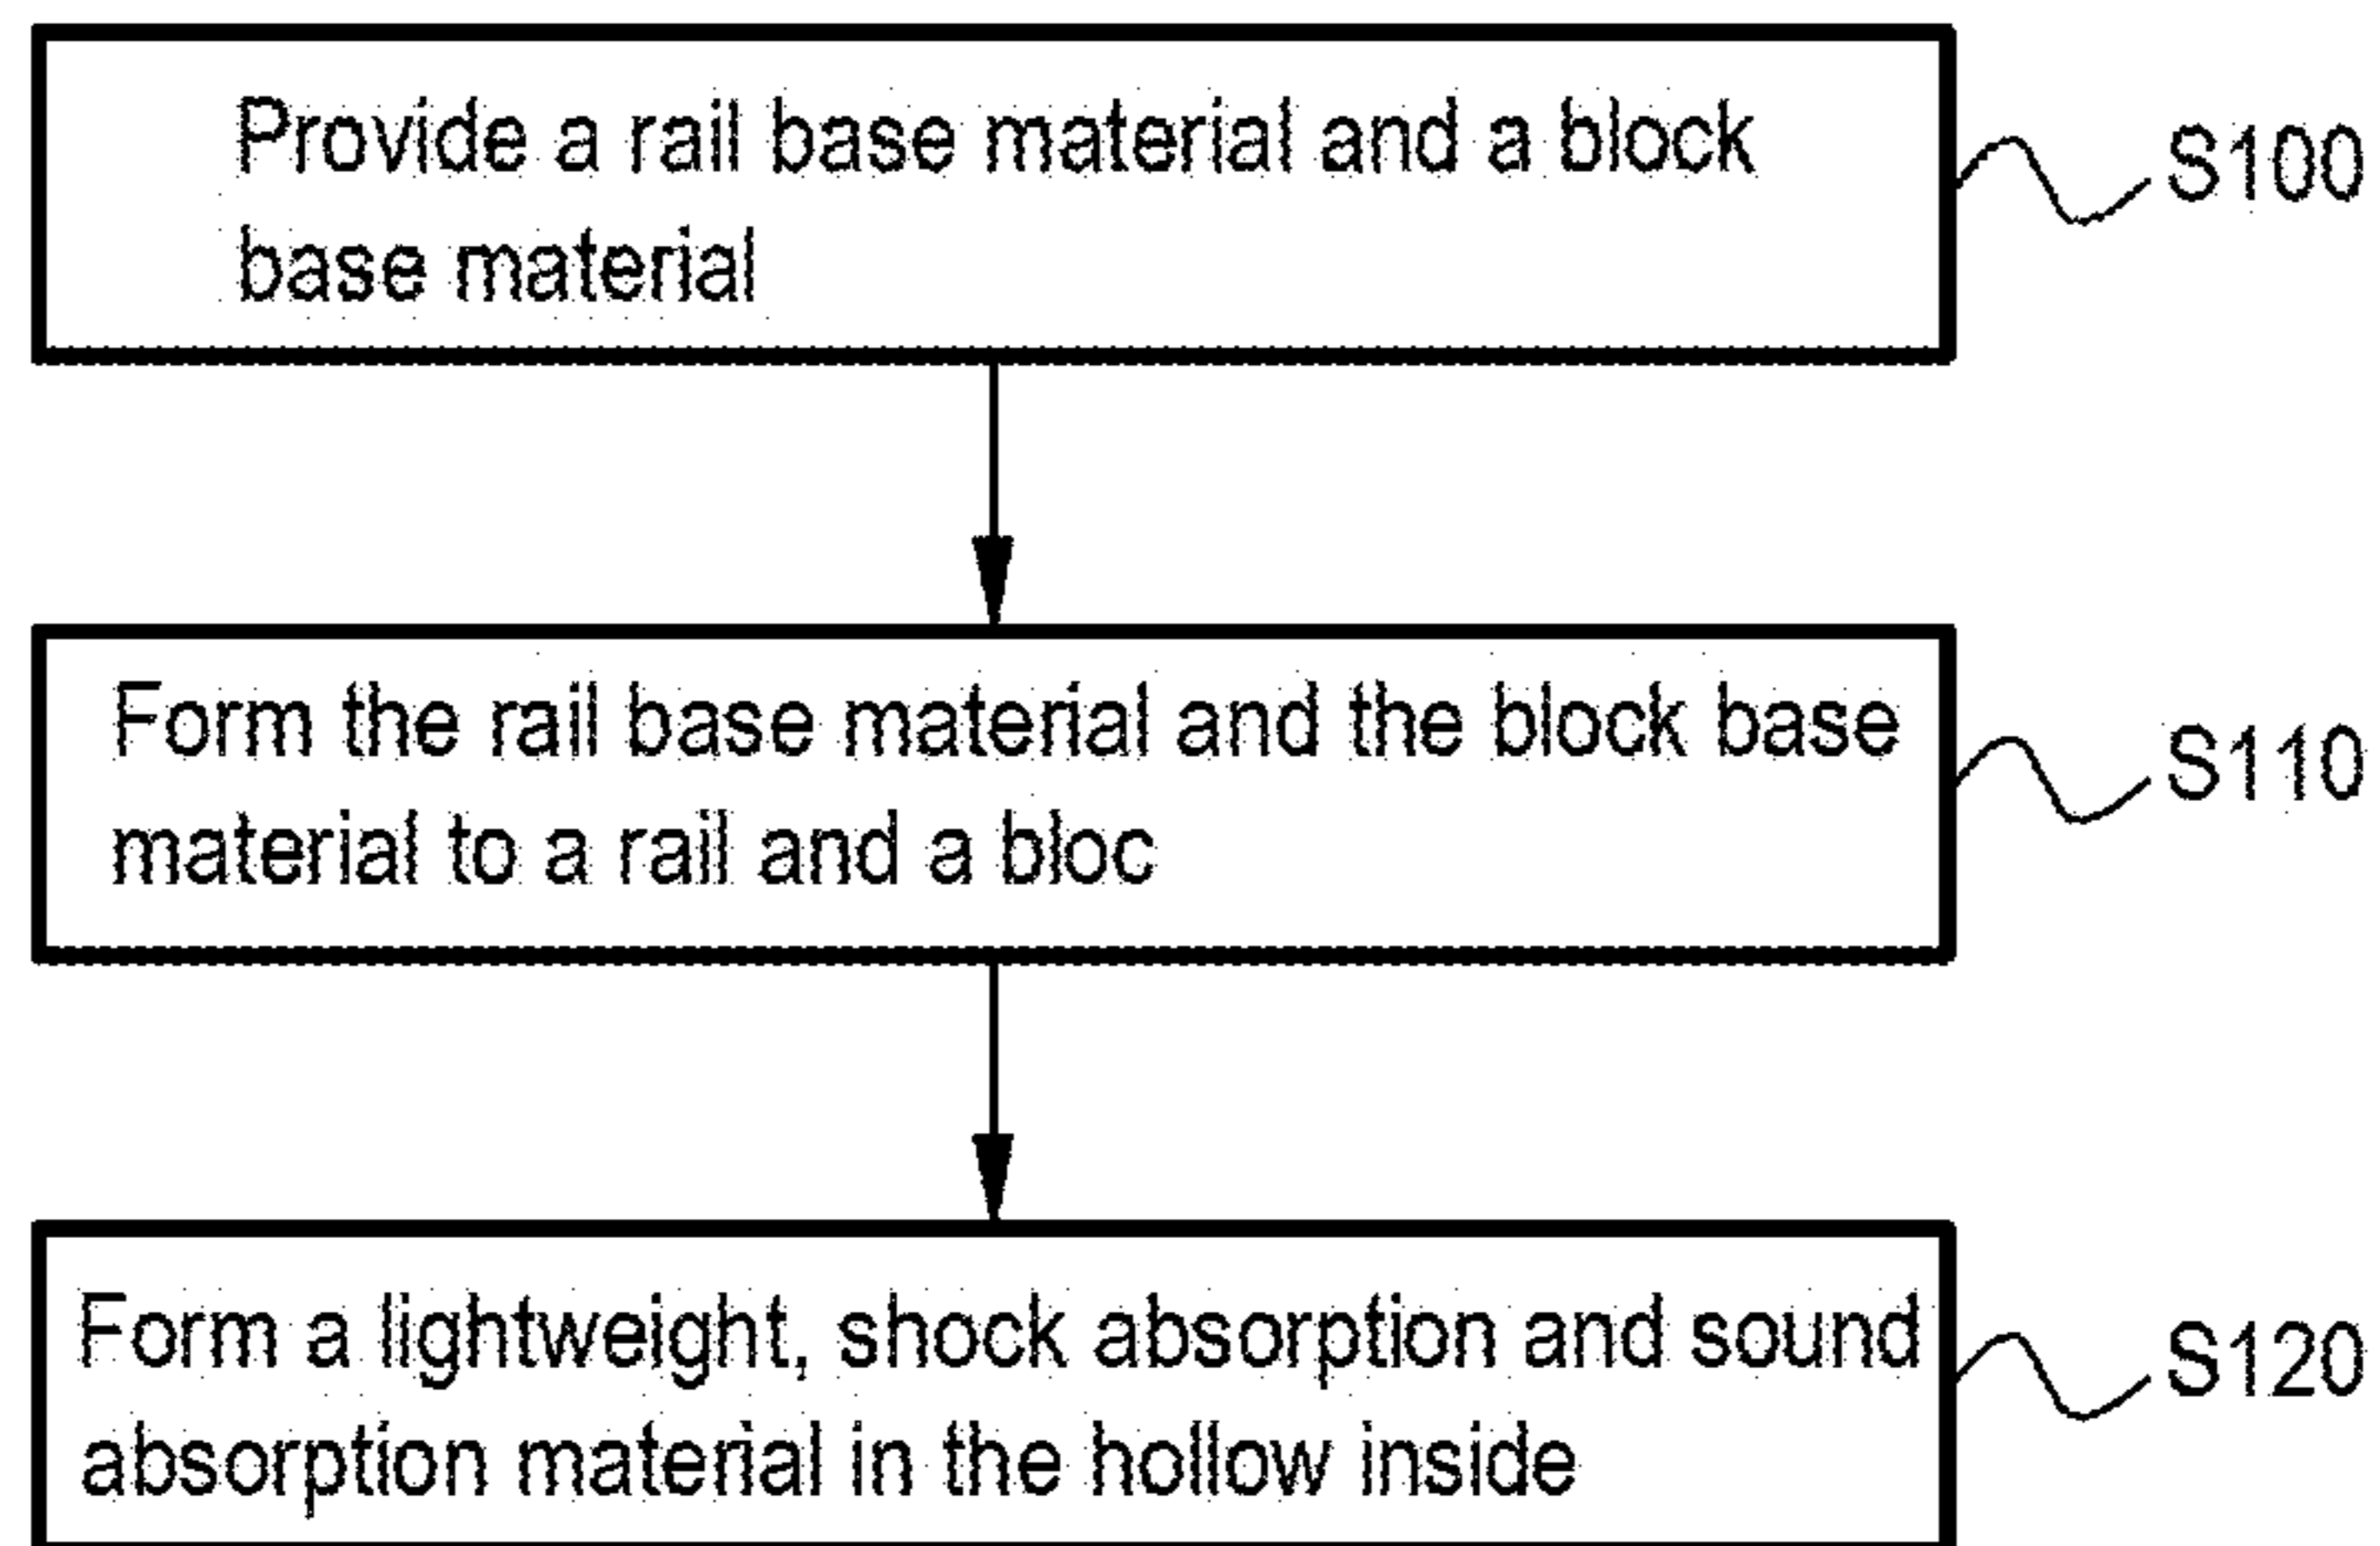 Provide a rail base material and a block
base material
S100
Form the rail base material and the block base
material to a rail and a bloc
S110
Form a lightweight, shock absorption and sound
absorption material in the hollow inside
S120